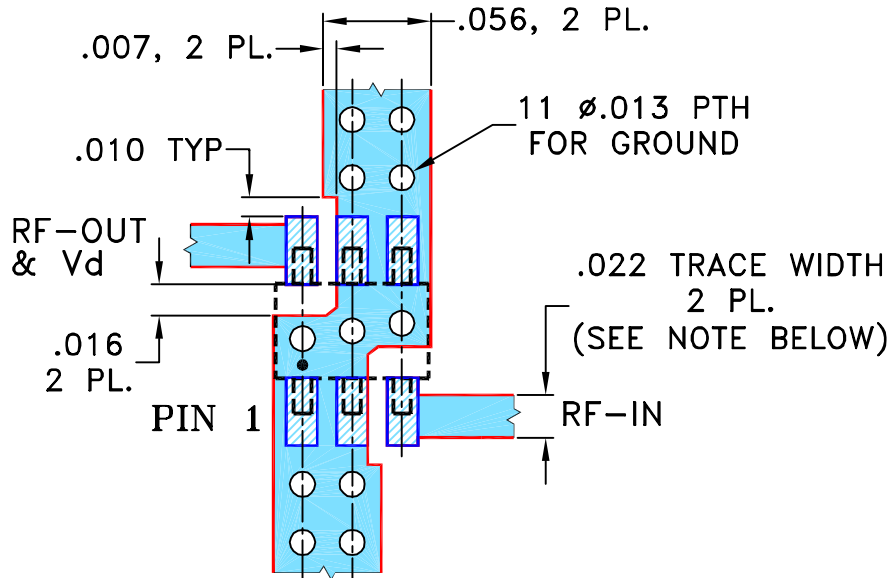 .056, 2 PL.
.007, 2 PL.
11 ø.013 PTH
FOR GROUND
.010 TYP
RF-OUT
& Vd
.022 TRACE WIDTH
2 PL.
(SEE NOTE BELOW)
.016
2 PL.
PIN 1
RF-IN